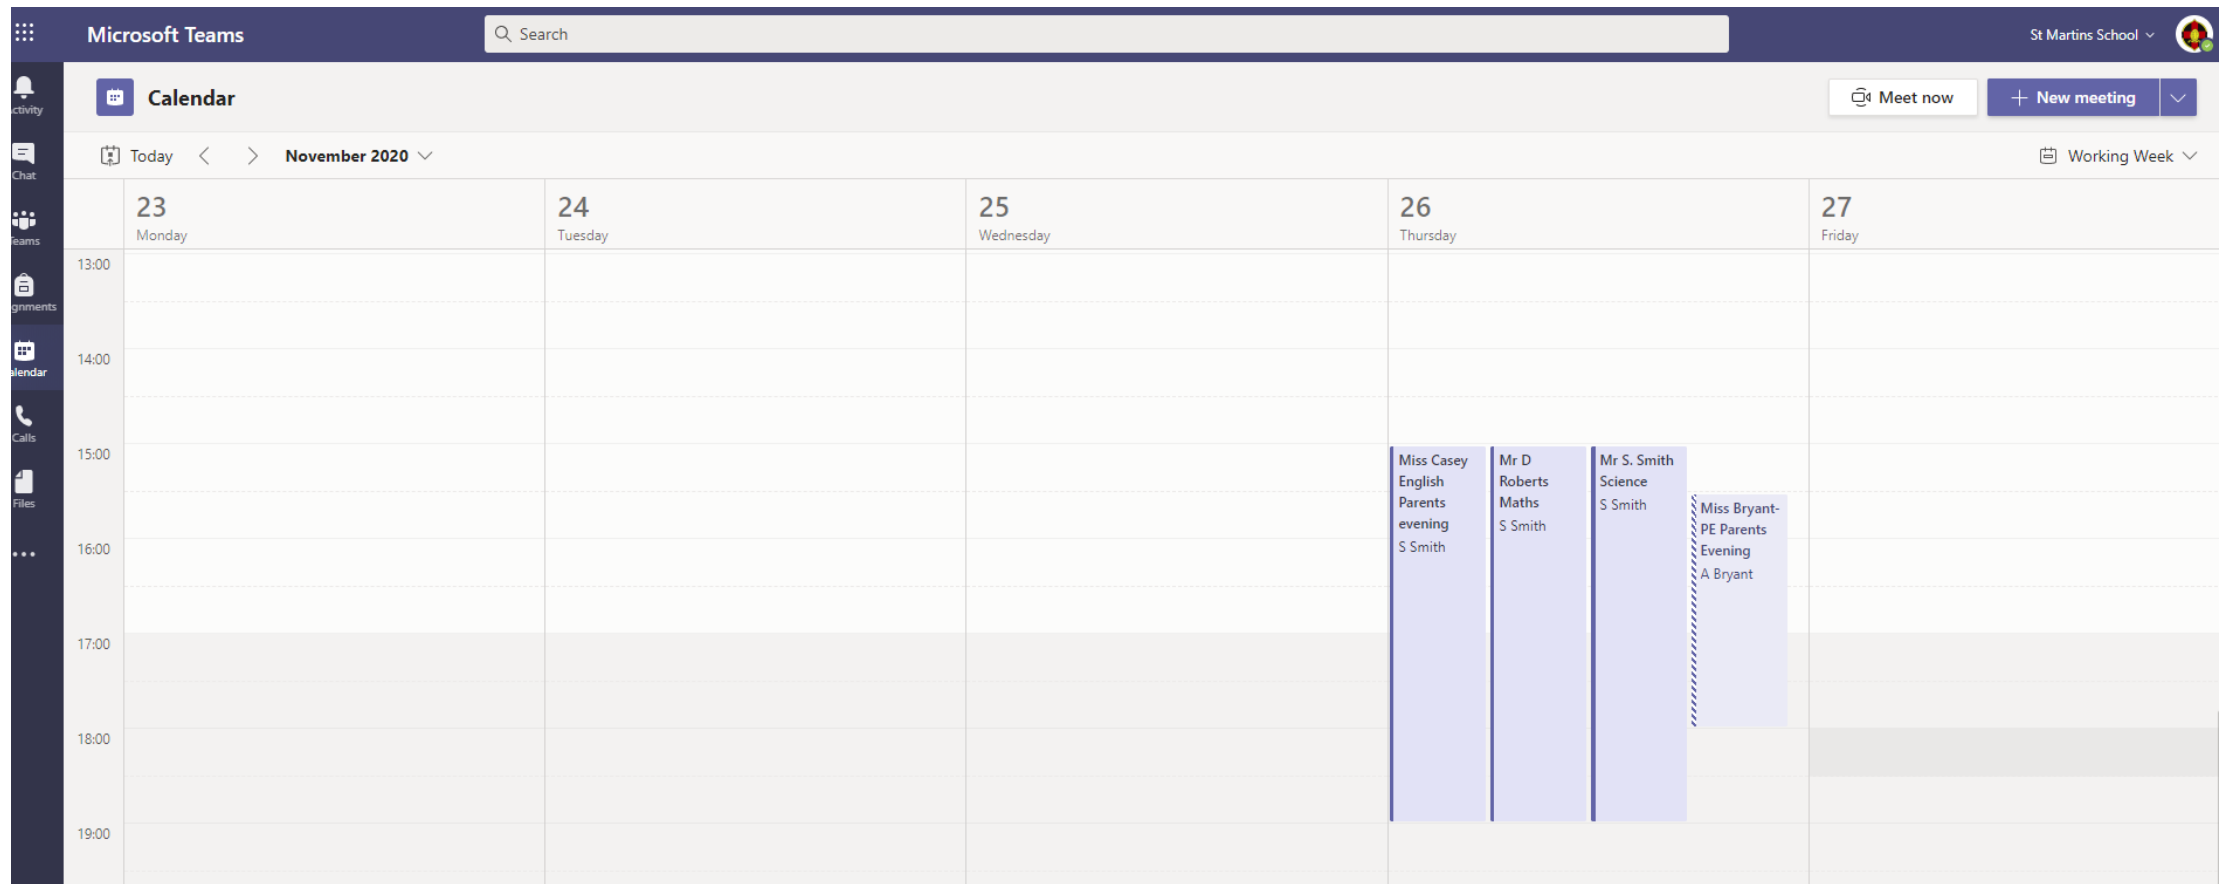 Microsoft Teams
Search
St Martins School
ctivity
Calendar
Meet now
New meeting
Chat
Today
November 2020
Working Week
eams
23
Monday
24
Tuesday
25
Wednesday
26
Thursday
27
Friday
gnments
alendar
Calls
Files
13:00
14:00
15:00
16:00
17:00
18:00
19:00
Miss Casey
English
Parents
evening
S Smith
Mr D
Roberts
Maths
S Smith
Mr S. Smith
Science
S Smith
Miss Bryant-
PE Parents
Evening
A Bryant